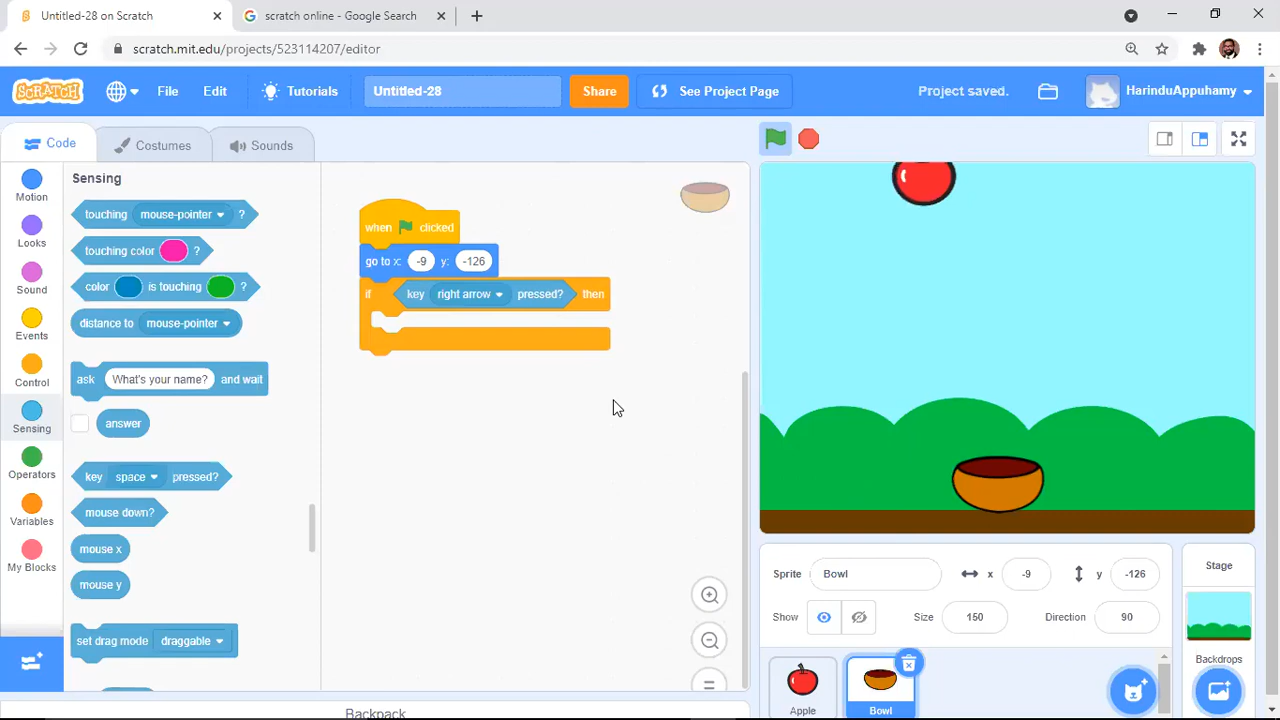 Untitled-28 on Scratch
scratch online - Google Search
scratch.mit.edu/projects/523114207/editor
SCRATCH
File
Edit
Tutorials
Untitled-28
Share
See Project Page
Project saved.
HarinduAppuhamy
Code
Costumes
Sounds
Motion
Looks
Sound
Events
Control
Sensing
Operators
Variables
My Blocks
Sensing
touching mouse-pointer ?
touching color ?
color is touching ?
distance to mouse-pointer
ask What's your name? and wait
answer
key space pressed?
mouse down?
mouse x
mouse y
set drag mode draggable
when clicked
go to x: -9 y: -126
if key right arrow pressed? then
Backpack
Sprite Bowl x -9 y -126
Show Size 150 Direction 90
Apple
Bowl
Stage
Backdrops